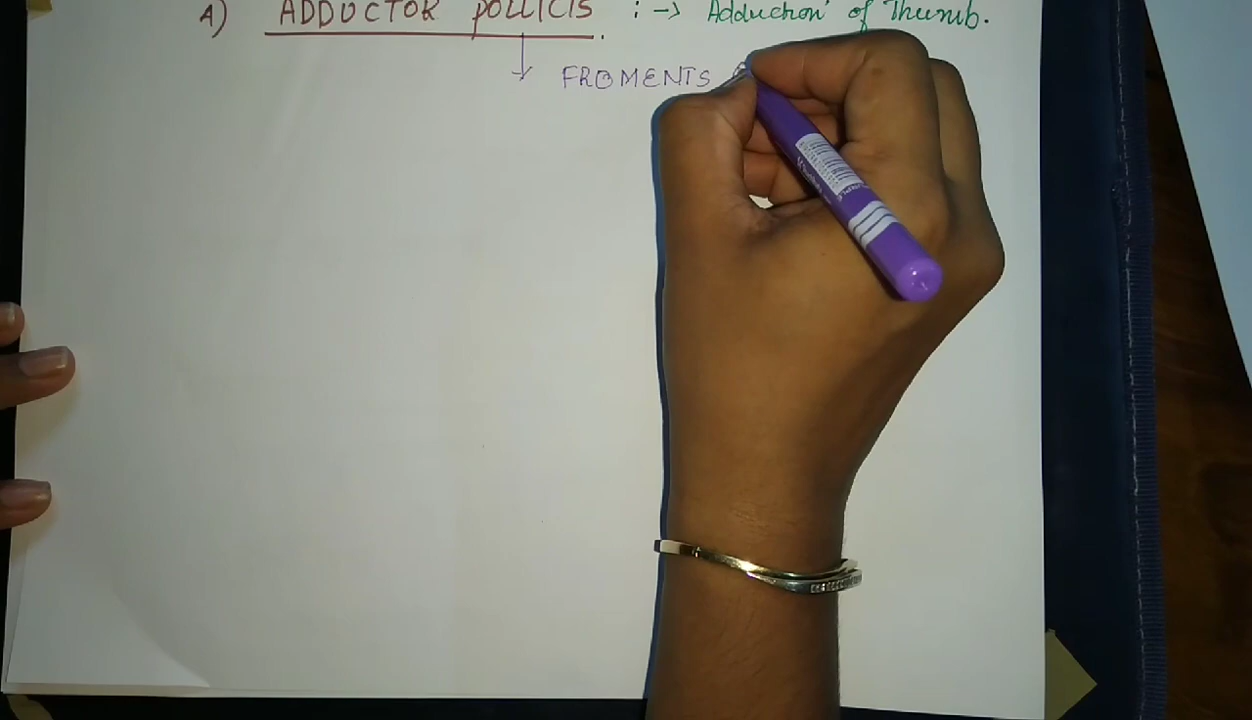 A) ADDUCTOR POLLICIS : → Adduction of Thumb.
↓ FROMENTS